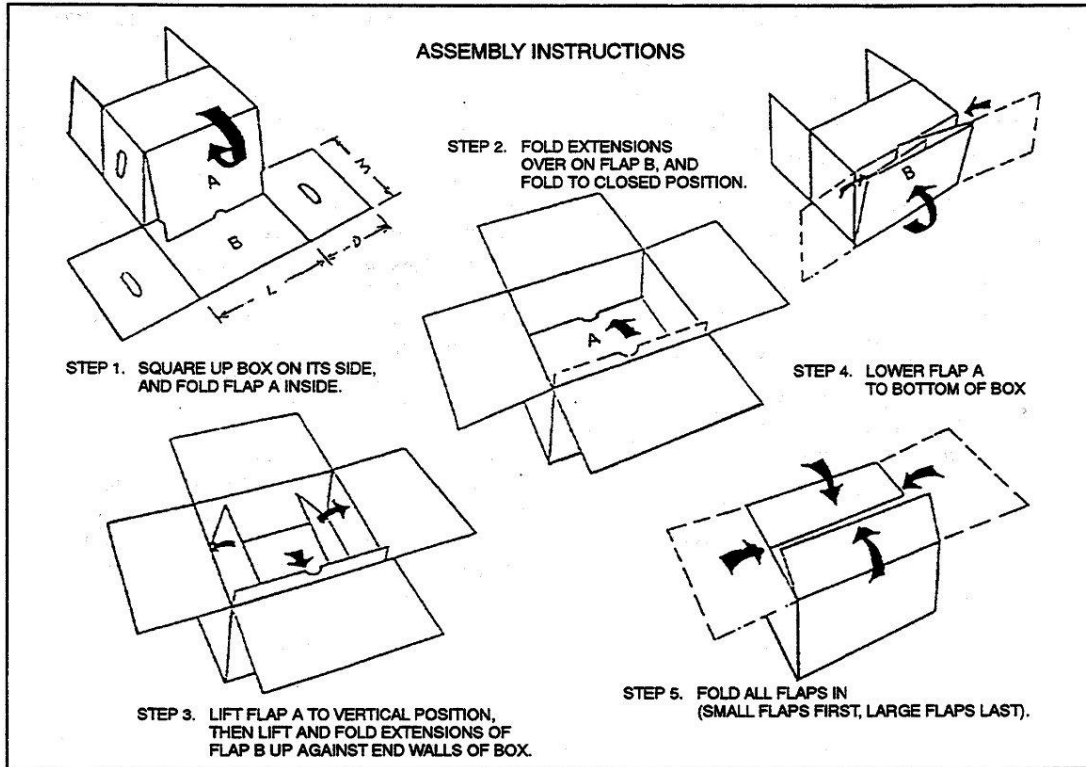 ASSEMBLY INSTRUCTIONS
A
B
L
D
W
STEP 1. SQUARE UP BOX ON ITS SIDE,
AND FOLD FLAP A INSIDE.
STEP 2. FOLD EXTENSIONS
OVER ON FLAP B, AND
FOLD TO CLOSED POSITION.
B
STEP 3. LIFT FLAP A TO VERTICAL POSITION,
THEN LIFT AND FOLD EXTENSIONS OF
FLAP B UP AGAINST END WALLS OF BOX.
A
STEP 4. LOWER FLAP A
TO BOTTOM OF BOX
STEP 5. FOLD ALL FLAPS IN
(SMALL FLAPS FIRST, LARGE FLAPS LAST).